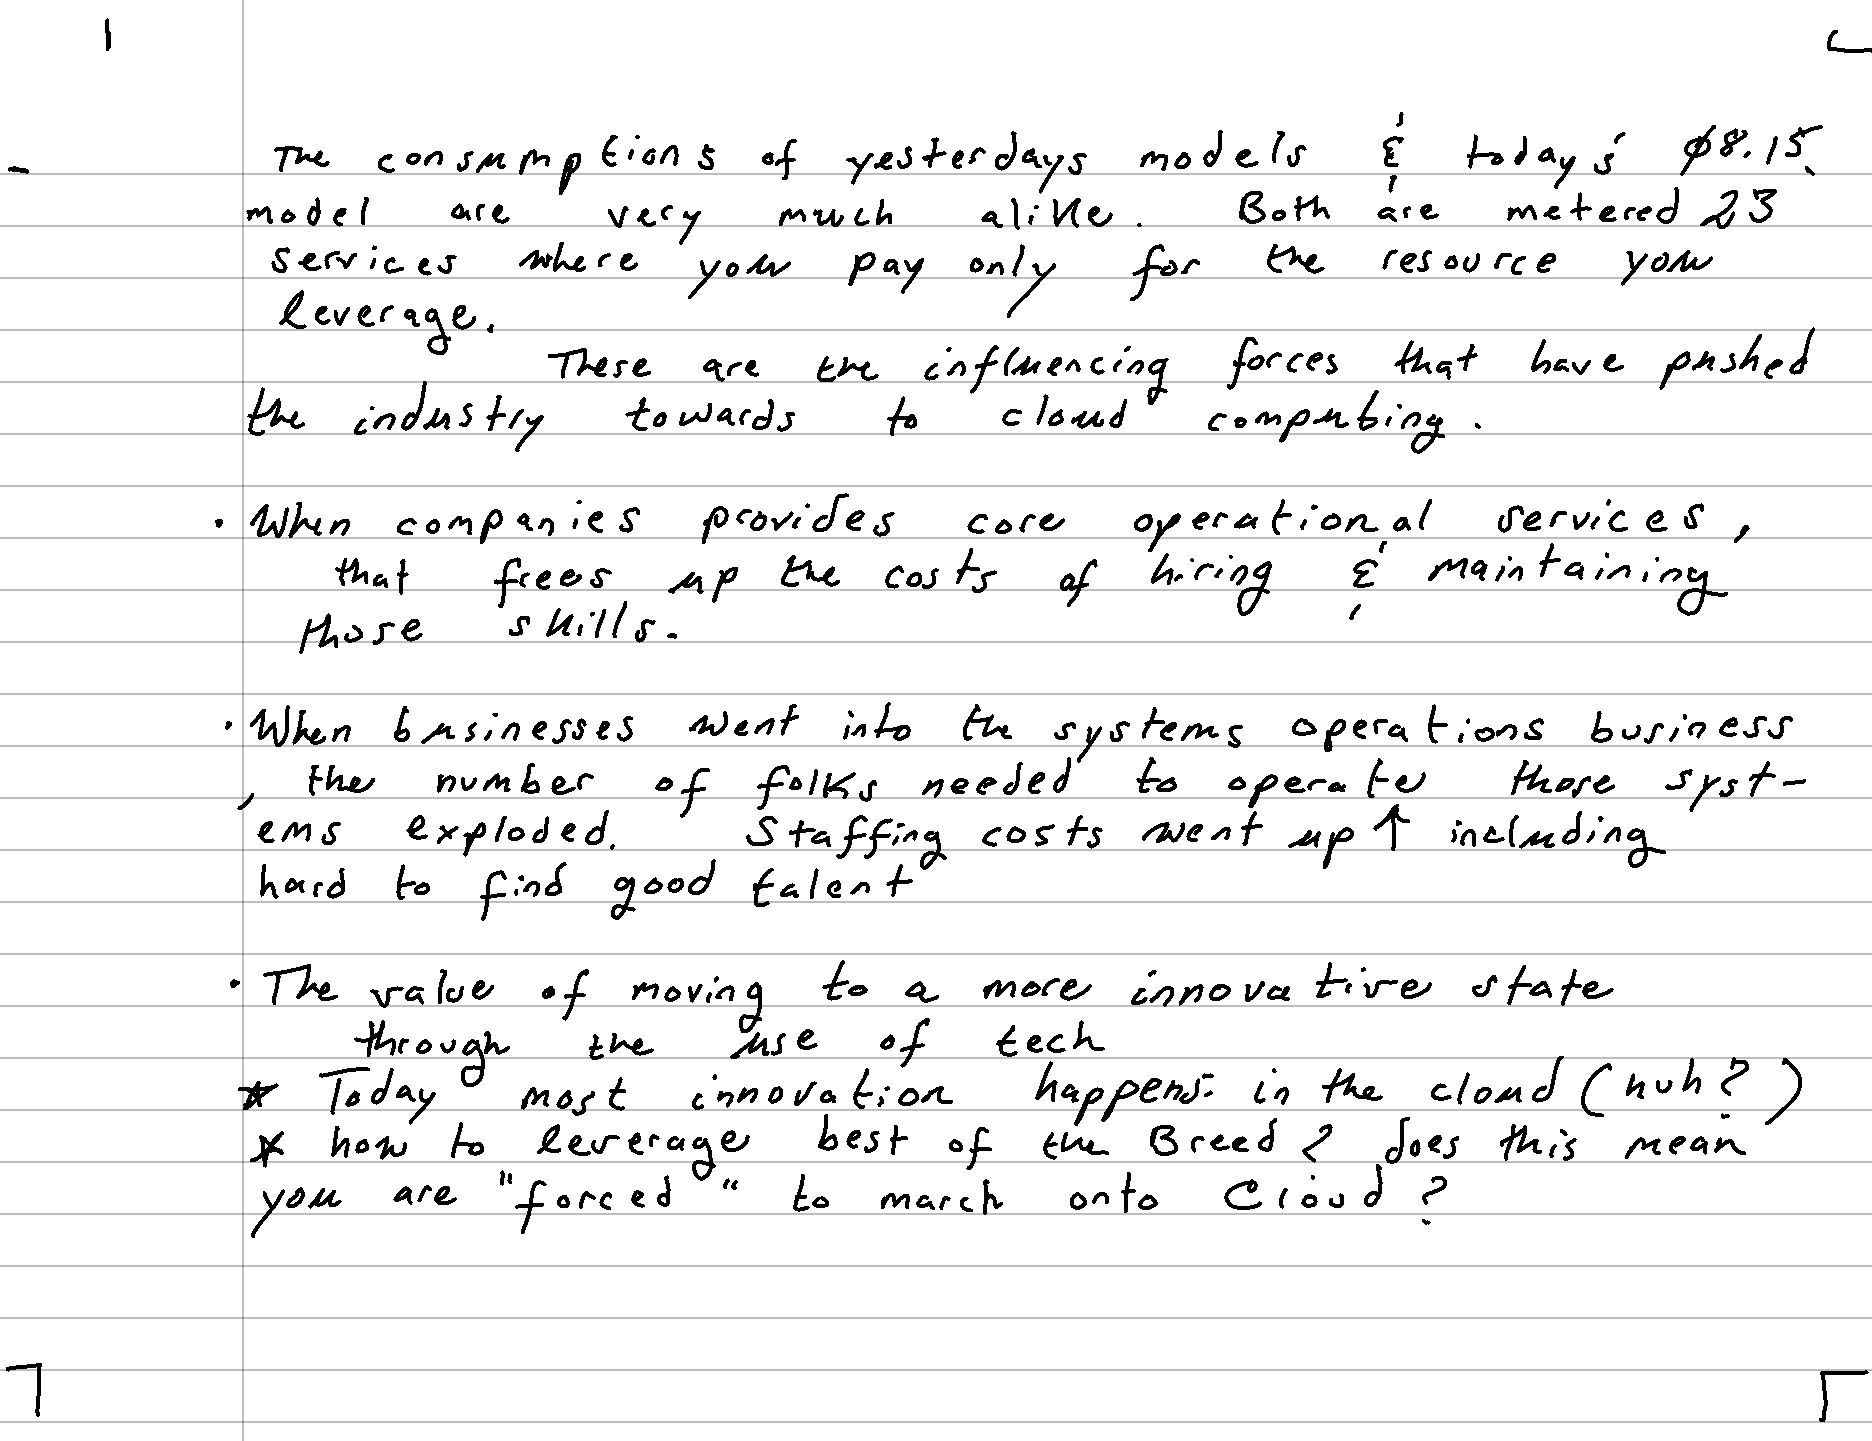 The consumptions of yesterdays models & today's ø8.15.
model are very much alike. Both are metered 23
services where you pay only for the resource you
leverage.
These are the influencing forces that have pushed
the industry towards to cloud computing.
· When companies provides core operational services,
that frees up the costs of hiring & maintaining
those skills.
· When businesses went into the systems operations business
, the number of folks needed to operate those syst-
ems exploded. Staffing costs went up ↑ including
hard to find good talent
· The value of moving to a more innovative state
through the use of tech
* Today most innovation happens in the cloud (huh?)
* how to leverage best of the Breed? does this mean
you are "forced" to march onto Cloud?